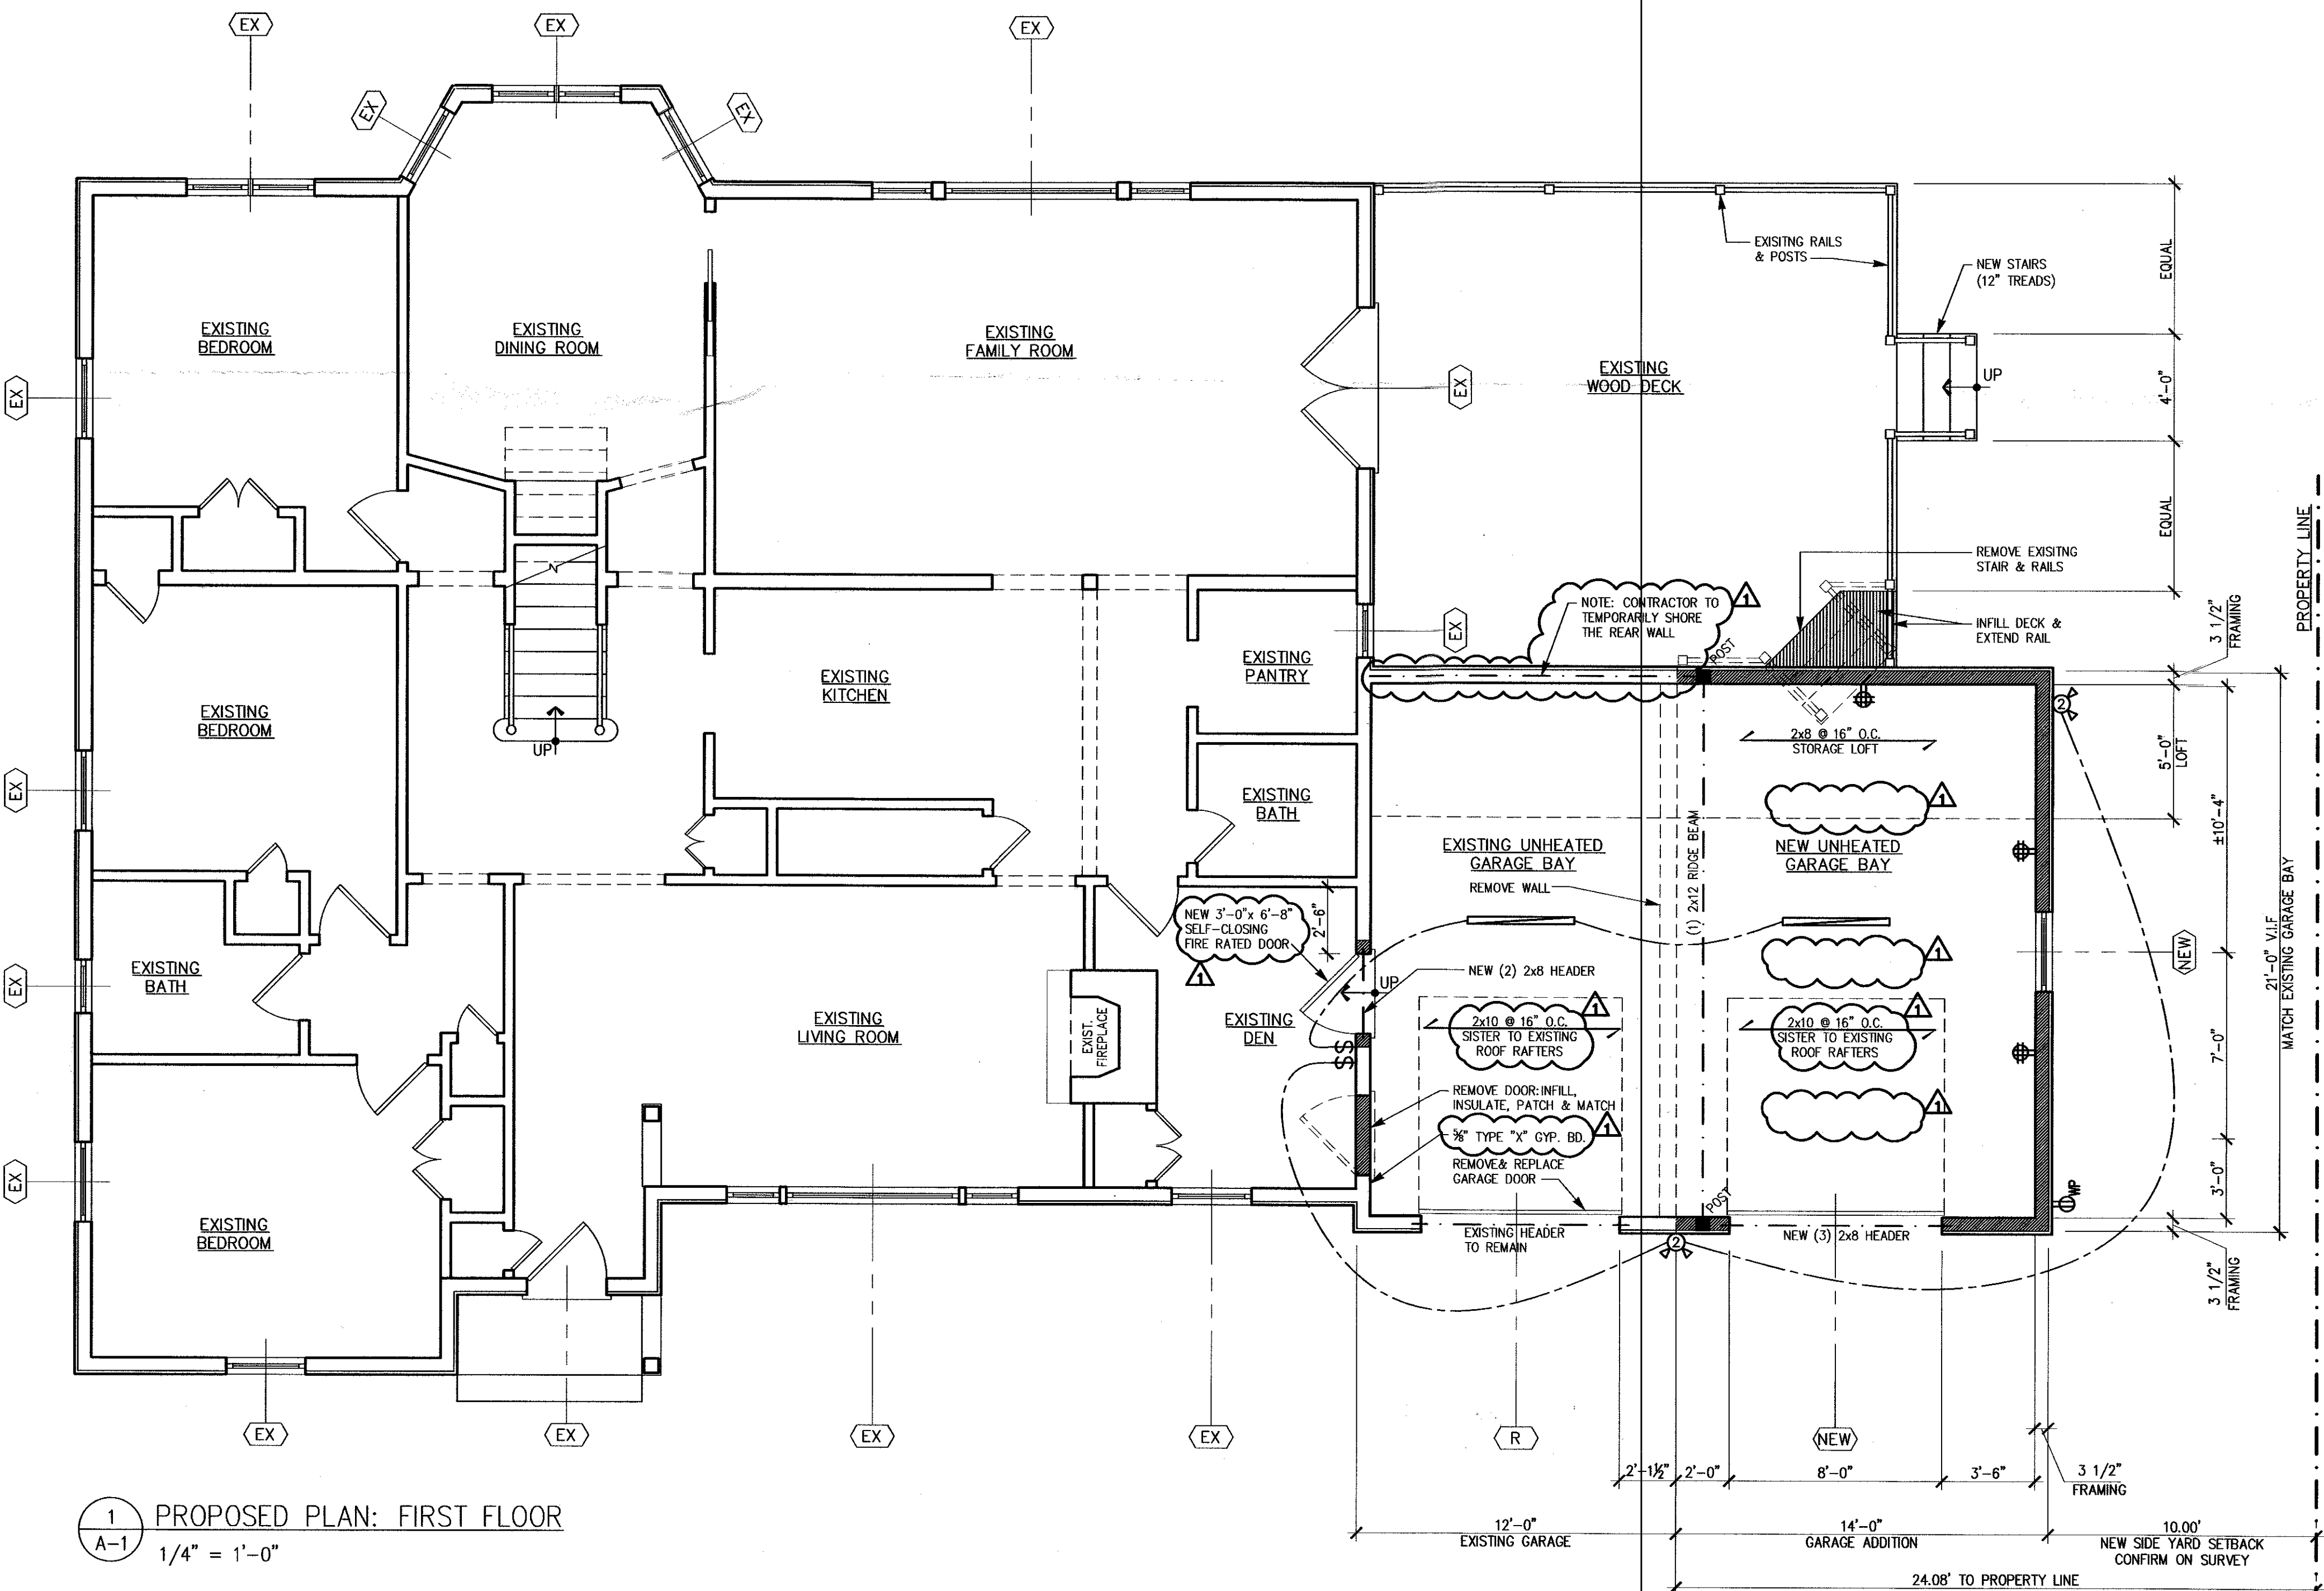 EX
EX
EX
EX
EX
EXISTING
BEDROOM
EXISTING
DINING ROOM
EXISTING
FAMILY ROOM
EXISITNG RAILS
& POSTS
NEW STAIRS
(12" TREADS)
EQUAL
EXISTING
WOOD DECK
UP
4'-0"
EX
EX
EQUAL
PROPERTY LINE
REMOVE EXISITNG
STAIR & RAILS
INFILL DECK &
EXTEND RAIL
3 1/2"
FRAMING
NOTE: CONTRACTOR TO
TEMPORARILY SHORE
THE REAR WALL
1
EX
POST
EXISTING
PANTRY
EXISTING
KITCHEN
EXISTING
BEDROOM
UP
2
2x8 @ 16" O.C.
STORAGE LOFT
5'-0"
LOFT
EX
EXISTING
BATH
1
EXISTING UNHEATED
GARAGE BAY
(1) 2x12 RIDGE BEAM
NEW UNHEATED
GARAGE BAY
±10'-4"
REMOVE WALL
NEW 3'-0"x 6'-8"
SELF-CLOSING
FIRE RATED DOOR
1
2'-6"
1
NEW
21'-0" V.I.F
MATCH EXISTING GARAGE BAY
EX
EXISTING
BATH
NEW (2) 2x8 HEADER
UP
EXISTING
LIVING ROOM
EXIST.
FIREPLACE
EXISTING
DEN
SS
2x10 @ 16" O.C.
SISTER TO EXISTING
ROOF RAFTERS
1
2x10 @ 16" O.C.
SISTER TO EXISTING
ROOF RAFTERS
1
7'-0"
REMOVE DOOR:INFILL,
INSULATE, PATCH & MATCH
1
5/8" TYPE "X" GYP. BD.
1
REMOVE& REPLACE
GARAGE DOOR
EX
3'-0"
WP
POST
EXISTING
BEDROOM
EXISTING HEADER
TO REMAIN
2
NEW (3) 2x8 HEADER
3 1/2"
FRAMING
EX
EX
EX
EX
R
NEW
2'-1½"
2'-0"
8'-0"
3'-6"
3 1/2"
FRAMING
1
A-1
PROPOSED PLAN: FIRST FLOOR
1/4" = 1'-0"
12'-0"
EXISTING GARAGE
14'-0"
GARAGE ADDITION
10.00'
NEW SIDE YARD SETBACK
CONFIRM ON SURVEY
24.08' TO PROPERTY LINE